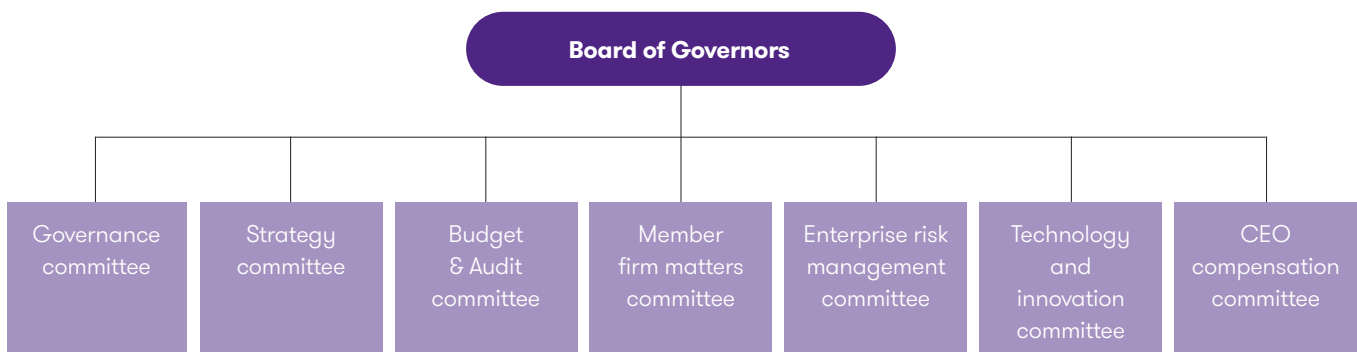 Board of Governors
Governance
committee
Strategy
committee
Budget
& Audit
committee
Member
firm matters
committee
Enterprise risk
management
committee
Technology
and
innovation
committee
CEO
compensation
committee